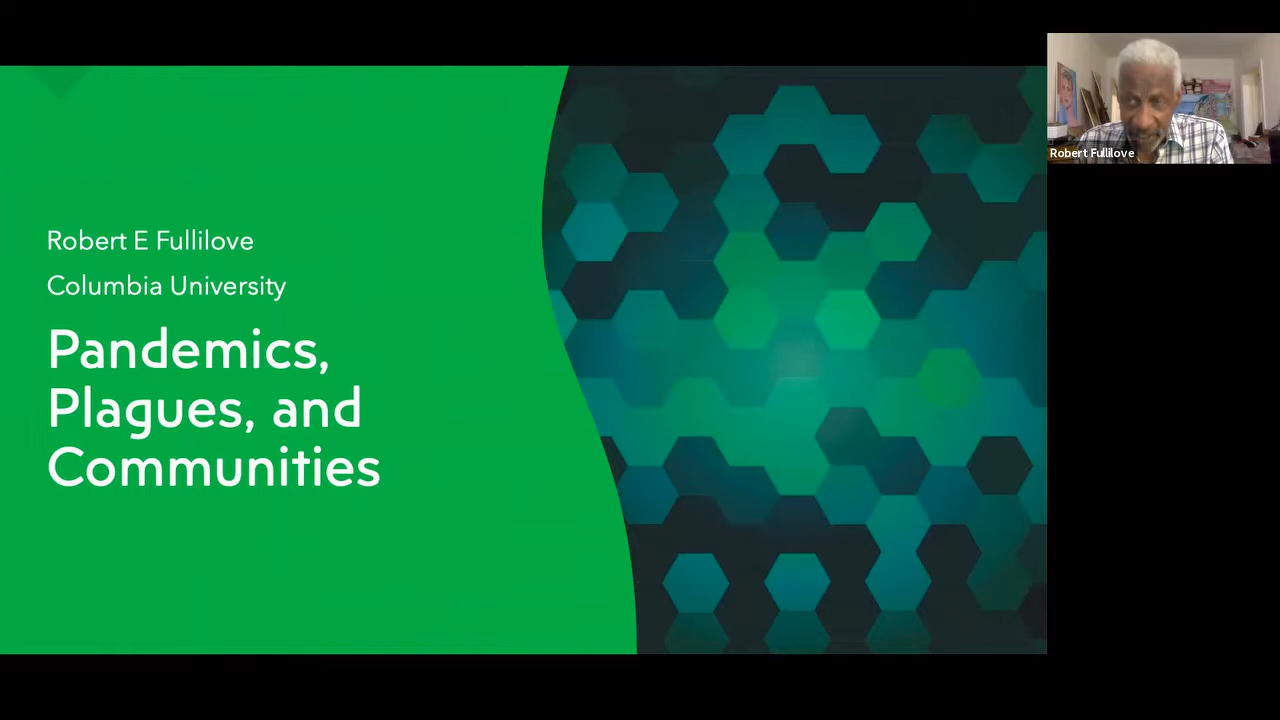 Robert E Fullilove
Columbia University
Pandemics,
Plagues, and
Communities
Robert Fullilove